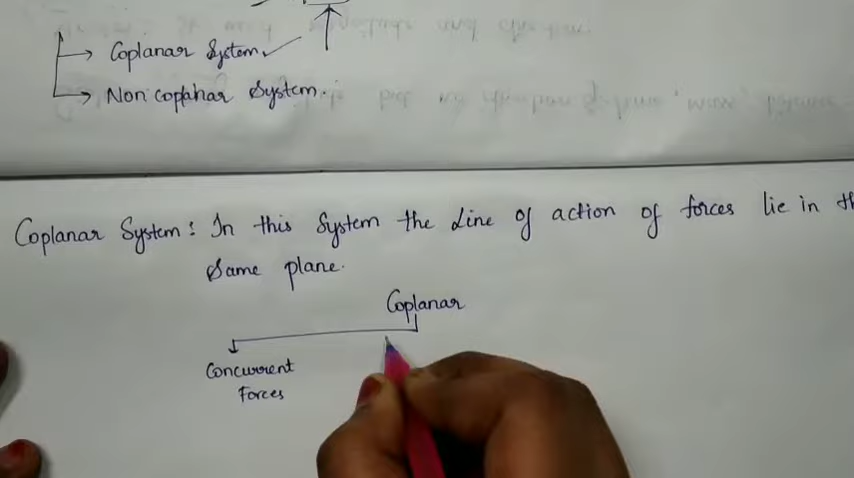 Coplanar System
Non coplanar System.
Coplanar System: In this System the Line of action of forces lie in
Same plane.
Coplanar
Concurrent
Forces